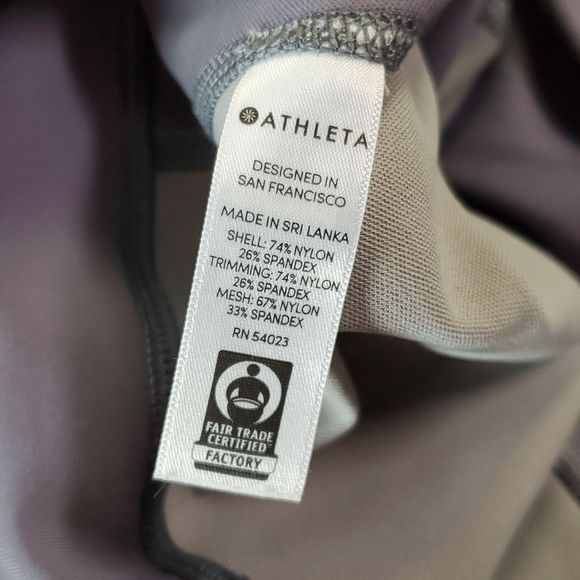 ATHLETA
DESIGNED IN
SAN FRANCISCO
MADE IN SRI LANKA
SHELL: 74% NYLON
26% SPANDEX
TRIMMING: 74% NYLON
26% SPANDEX
MESH: 67% NYLON
33% SPANDEX
RN 54023
FAIR TRADE
CERTIFIED™
FACTORY